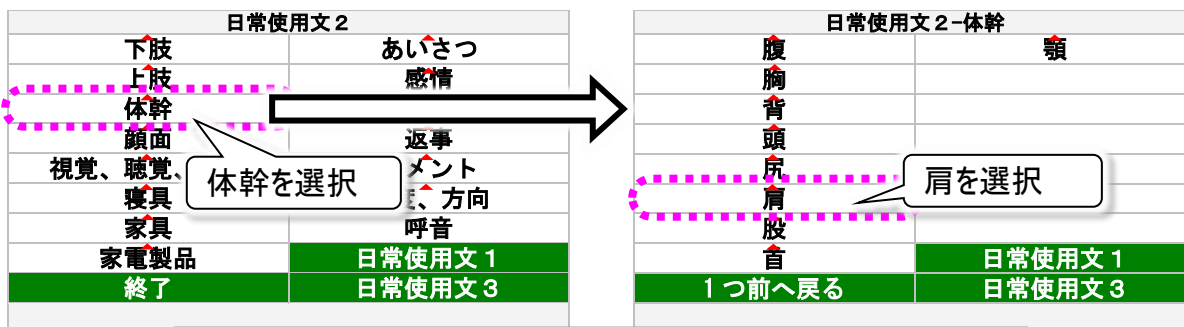 日常使用文２
下肢 あいさつ
上肢 感情
体幹
顔面 返事
視覚、聴覚、 メント
寝具 、方向
家具 呼音
家電製品 日常使用文１
終了 日常使用文３
体幹を選択
日常使用文２-体幹
腹 顎
胸
背
頭
尻
肩
股
首 日常使用文１
１つ前へ戻る 日常使用文３
肩を選択